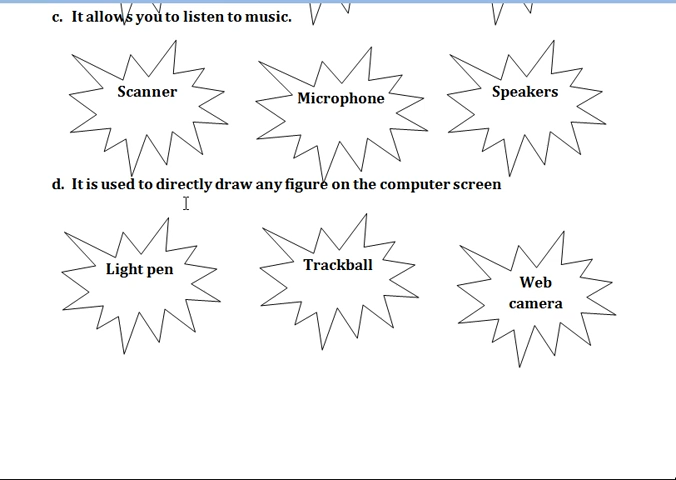 c. It allows you to listen to music.
Scanner
Microphone
Speakers
d. It is used to directly draw any figure on the computer screen
Light pen
Trackball
Web
camera